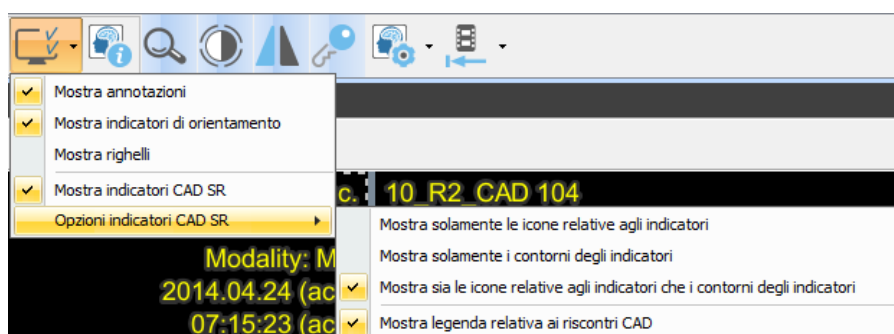 Mostra annotazioni
Mostra indicatori di orientamento
Mostra righelli
Mostra indicatori CAD SR
c. 10_R2_CAD 104
Opzioni indicatori CAD SR
Mostra solamente le icone relative agli indicatori
Modality: M
Mostra solamente i contorni degli indicatori
2014.04.24 (ac
Mostra sia le icone relative agli indicatori che i contorni degli indicatori
07:15:23 (ac
Mostra legenda relativa ai riscontri CAD